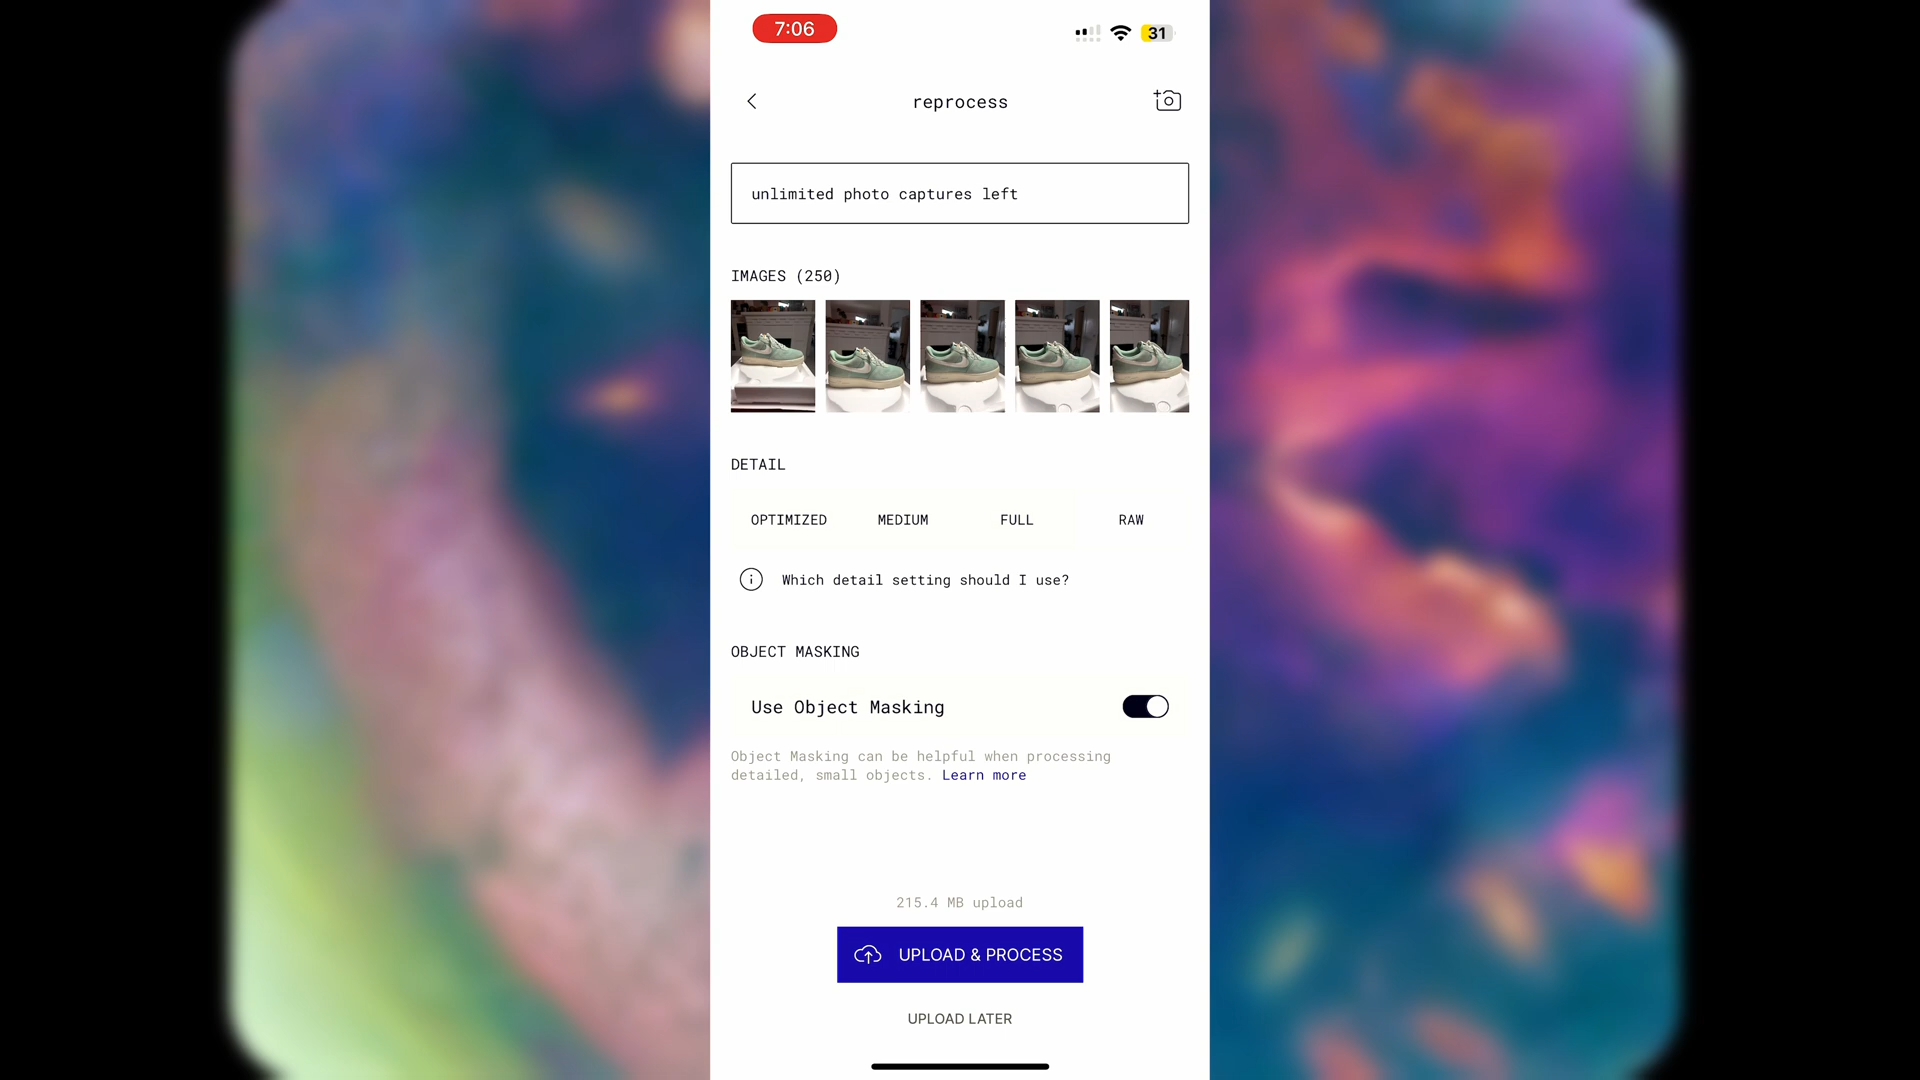 7:06
31
reprocess
unlimited photo captures left
IMAGES (250)
DETAIL
OPTIMIZED MEDIUM FULL RAW
Which detail setting should I use?
OBJECT MASKING
Use Object Masking
Object Masking can be helpful when processing
detailed, small objects. Learn more
215.4 MB upload
UPLOAD & PROCESS
UPLOAD LATER